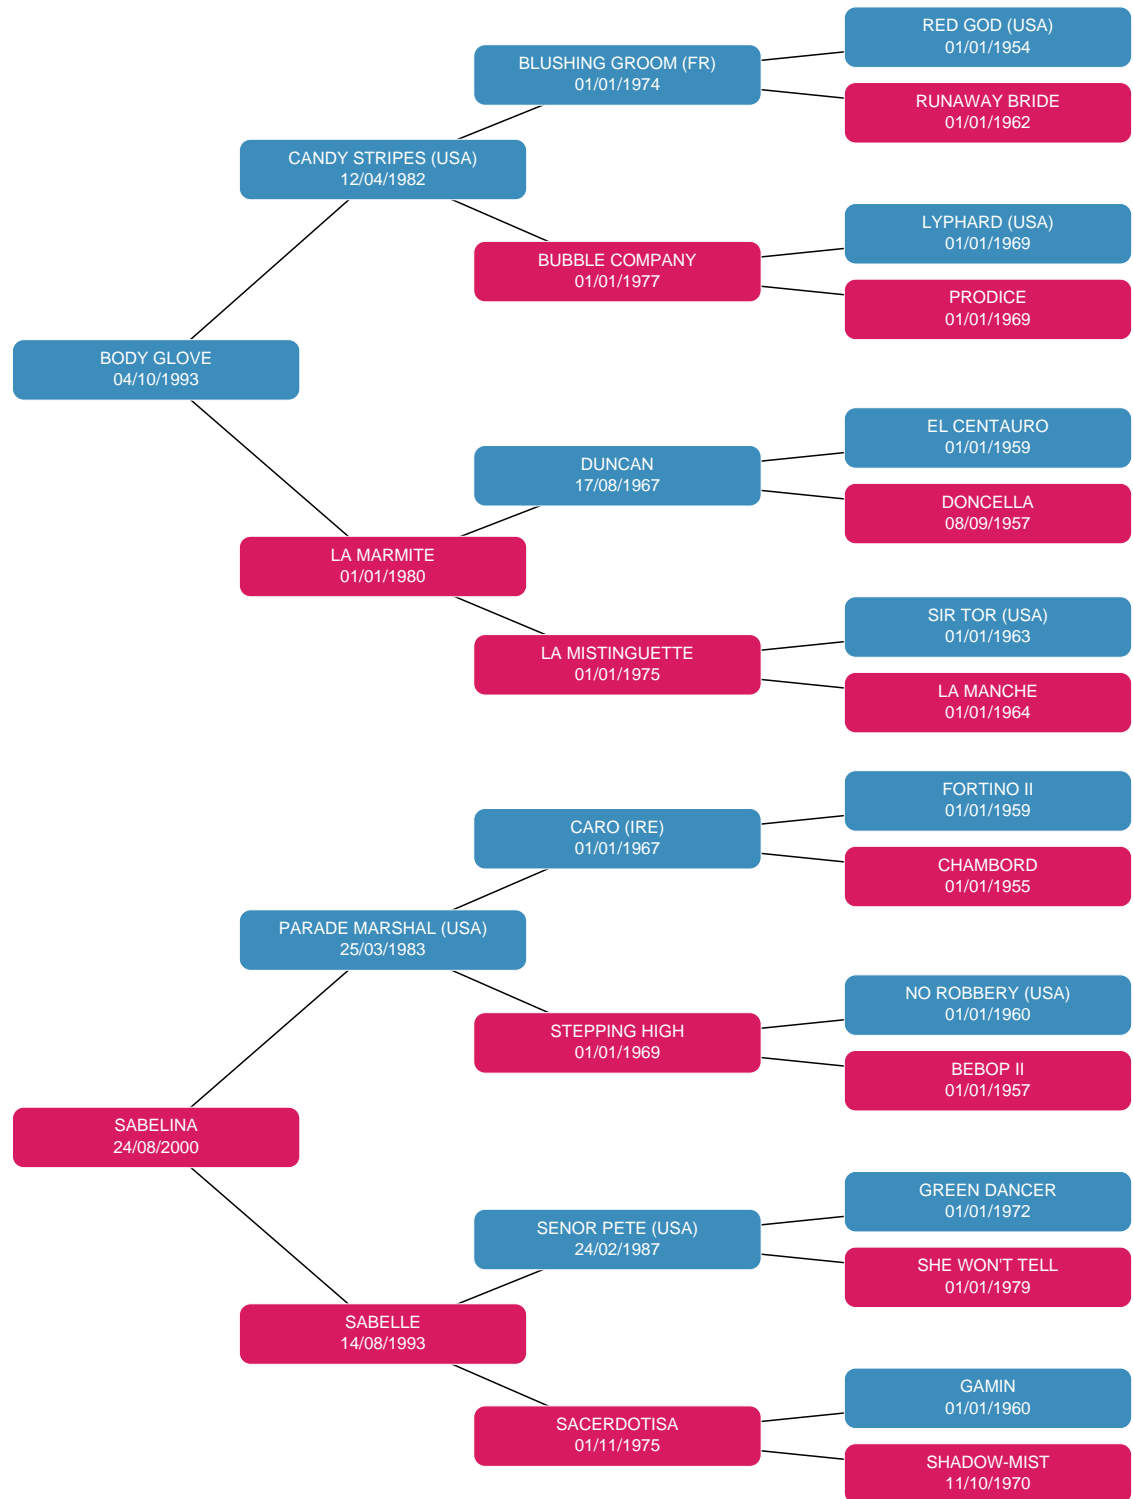 RED GOD (USA)
01/01/1954
BLUSHING GROOM (FR)
01/01/1974
RUNAWAY BRIDE
01/01/1962
CANDY STRIPES (USA)
12/04/1982
LYPHARD (USA)
01/01/1969
BUBBLE COMPANY
01/01/1977
PRODICE
01/01/1969
BODY GLOVE
04/10/1993
EL CENTAURO
01/01/1959
DUNCAN
17/08/1967
DONCELLA
08/09/1957
LA MARMITE
01/01/1980
SIR TOR (USA)
01/01/1963
LA MISTINGUETTE
01/01/1975
LA MANCHE
01/01/1964
FORTINO II
01/01/1959
CARO (IRE)
01/01/1967
CHAMBORD
01/01/1955
PARADE MARSHAL (USA)
25/03/1983
NO ROBBERY (USA)
01/01/1960
STEPPING HIGH
01/01/1969
BEBOP II
01/01/1957
SABELINA
24/08/2000
GREEN DANCER
01/01/1972
SENOR PETE (USA)
24/02/1987
SHE WON'T TELL
01/01/1979
SABELLE
14/08/1993
GAMIN
01/01/1960
SACERDOTISA
01/11/1975
SHADOW-MIST
11/10/1970